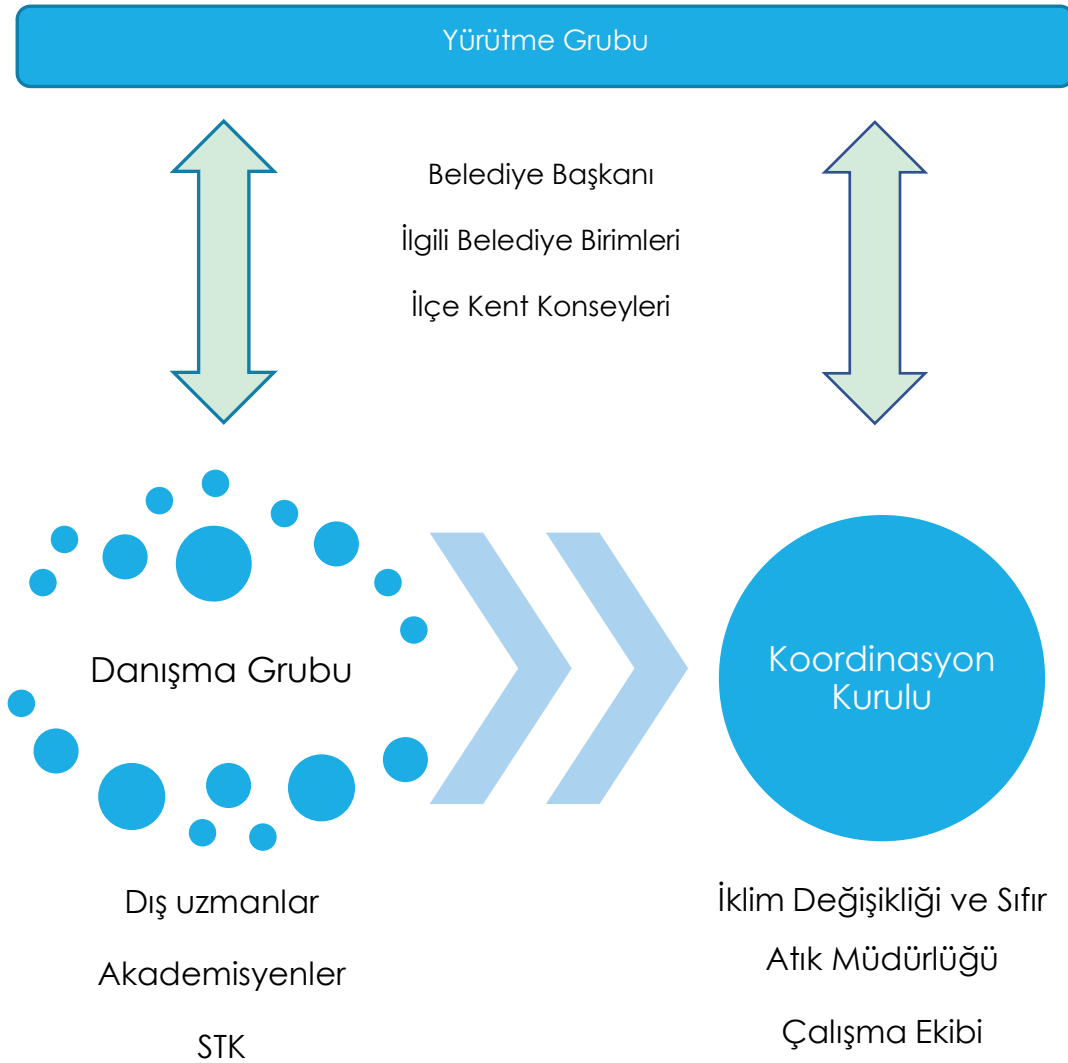 Yürütme Grubu
Belediye Başkanı
İlgili Belediye Birimleri
İlçe Kent Konseyleri
Danışma Grubu
Dış uzmanlar
Akademisyenler
STK
Koordinasyon
Kurulu
İklim Değişikliği ve Sıfır
Atık Müdürlüğü
Çalışma Ekibi